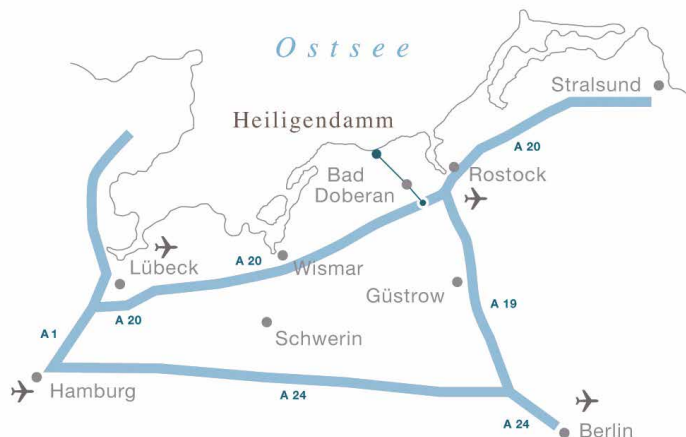 Ostsee
Stralsund
Heiligendamm
A 20
Bad
Doberan
Rostock
Lübeck
A 20
Wismar
Güstrow
A 20
A 19
A 1
Schwerin
Hamburg
A 24
A 24
Berlin